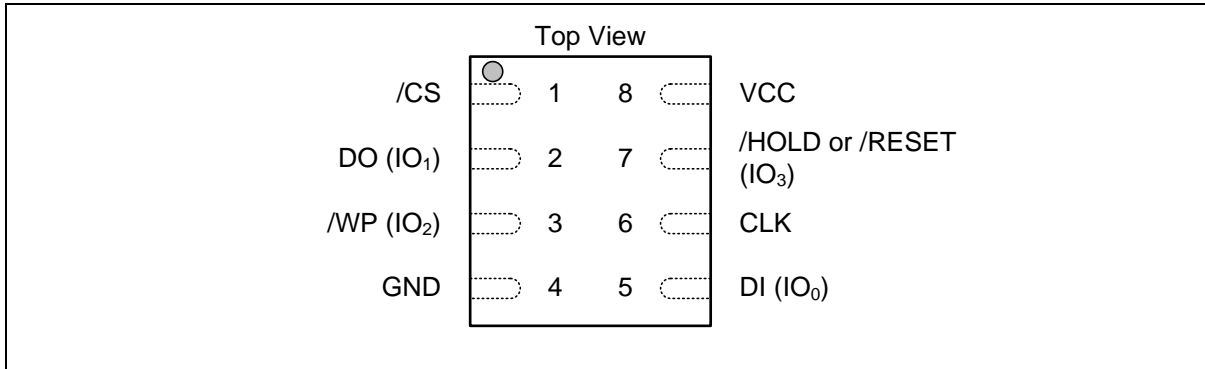 Top View
/CS 1 8 VCC
DO (IO₁) 2 7 /HOLD or /RESET
(IO₃)
/WP (IO₂) 3 6 CLK
GND 4 5 DI (IO₀)